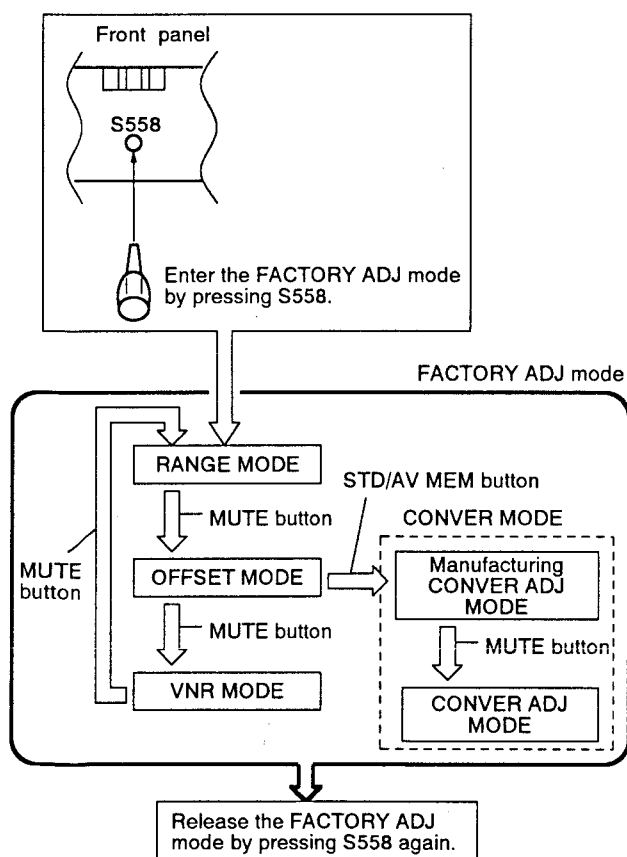 Front panel
S558
Enter the FACTORY ADJ mode
by pressing S558.
FACTORY ADJ mode
RANGE MODE
STD/AV MEM button
MUTE button
CONVER MODE
MUTE
button
OFFSET MODE
Manufacturing
CONVER ADJ
MODE
MUTE button
MUTE button
VNR MODE
CONVER ADJ
MODE
Release the FACTORY ADJ
mode by pressing S558 again.